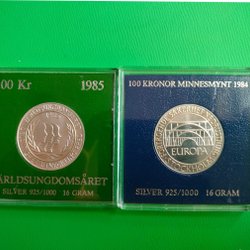 00 Kr 1985
ÄRLDSUNGDOMSÅRET
SILVER 925/1000 16 GRAM
100 KRONOR MINNESMYNT 1984
EUROPA
SILVER 925/1000 16 GRAM